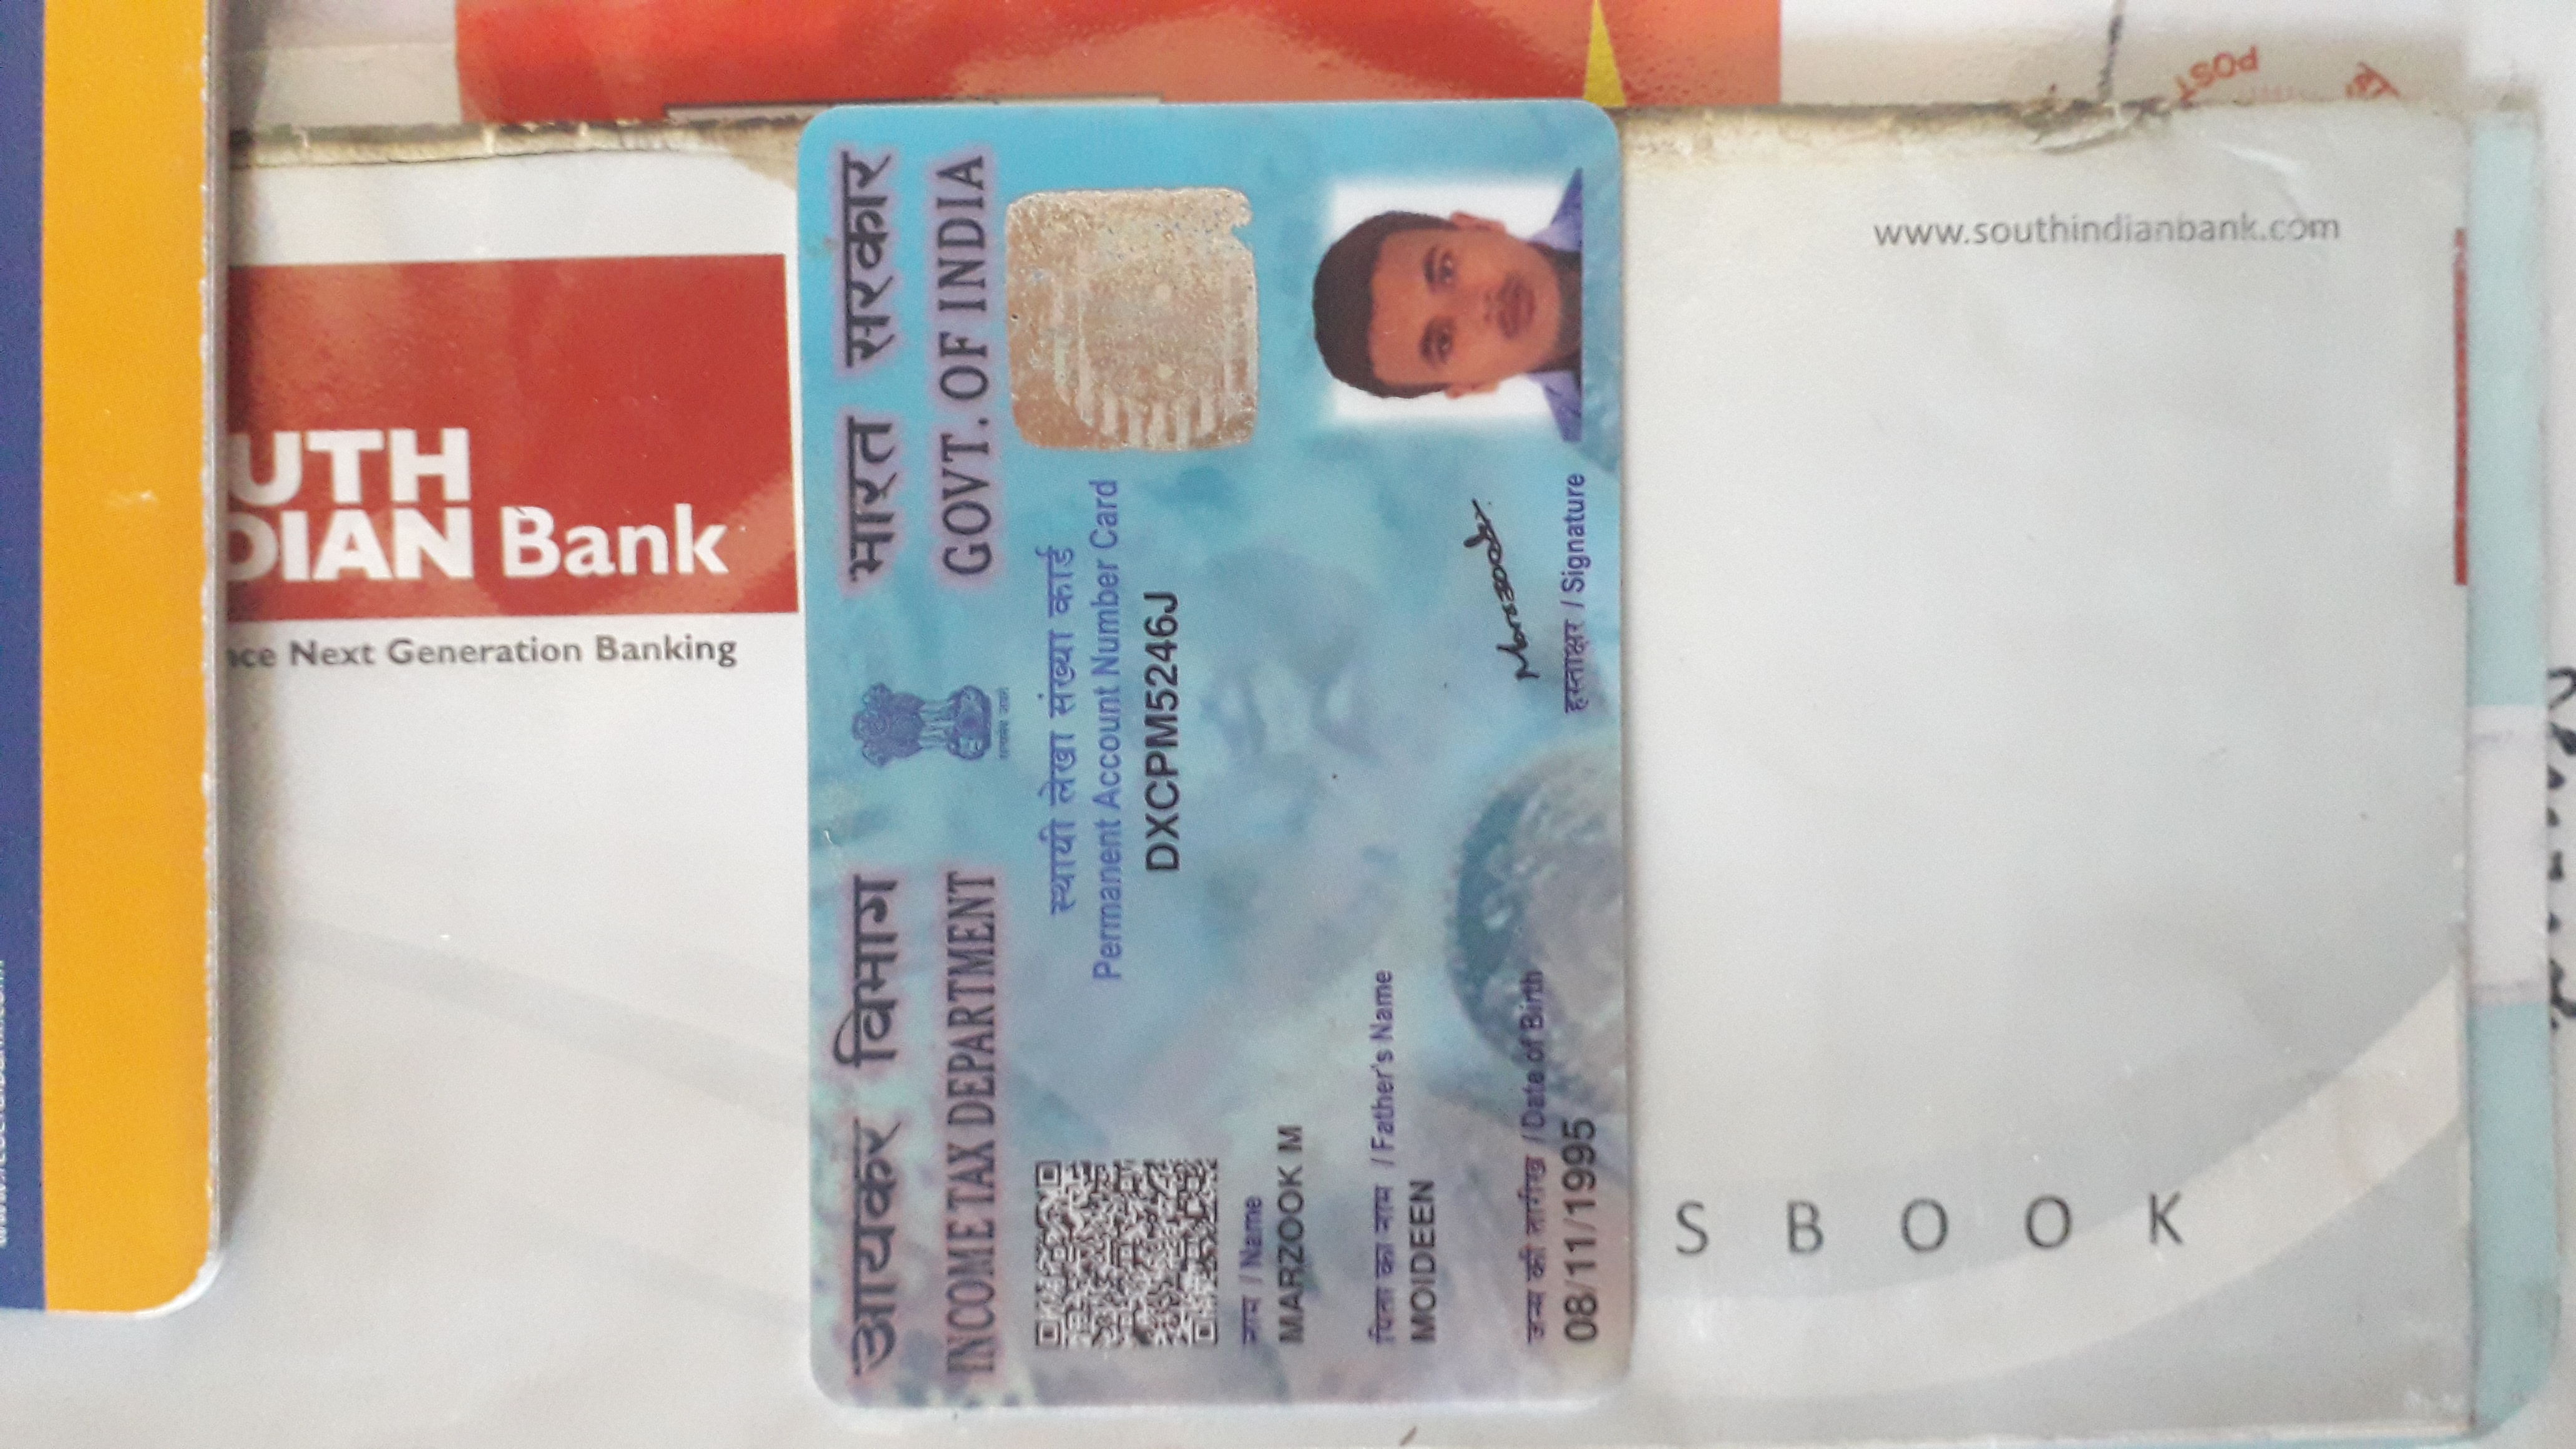 UTH
DIAN Bank
Next Generation Banking
आयकर विभाग
भारत सरकार
INCOME TAX DEPARTMENT
GOVT. OF INDIA
सत्यमेव जयते
स्थायी लेखा संख्या कार्ड
Permanent Account Number Card
DXCPM5246J
नाम / Name
MARZOOK M
पिता का नाम / Father's Name
MOIDEEN
जन्म की तारीख / Date of Birth
08/11/1995
Marzook
हस्ताक्षर / Signature
S B O O K
www.southindianbank.com
POST